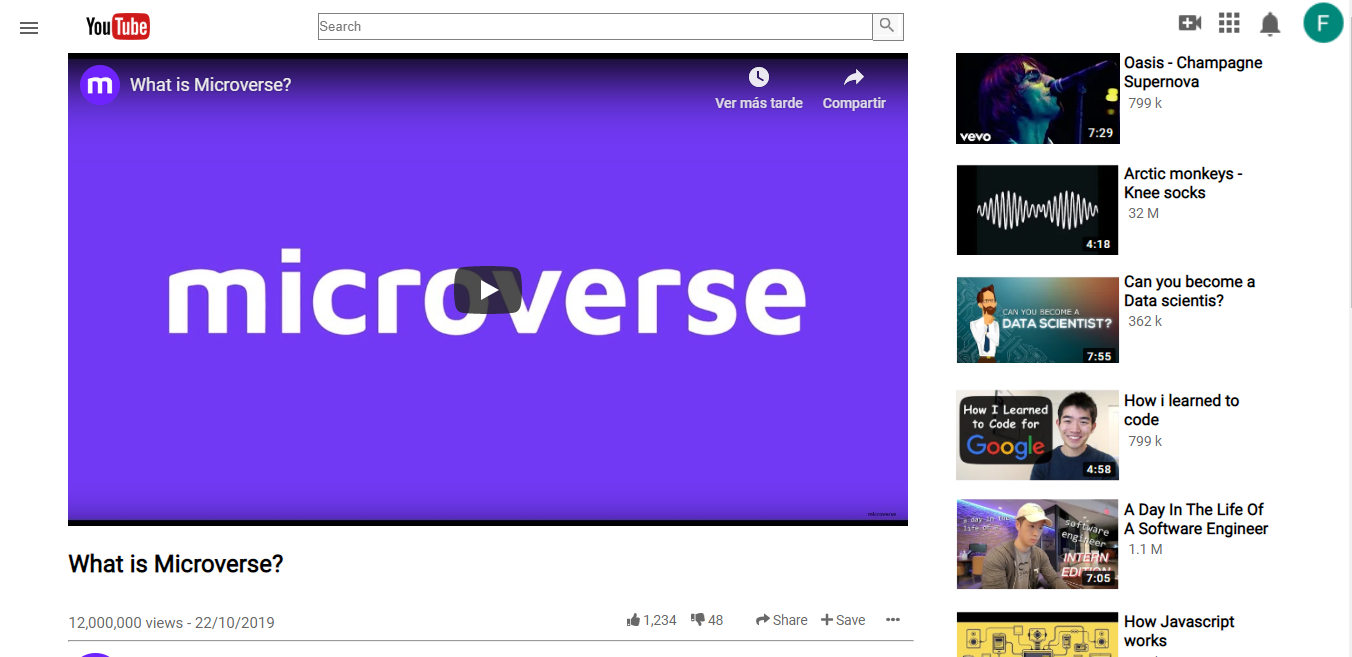 YouTube
Search
F
m What is Microverse?
Ver más tarde
Compartir
microverse
microverse
What is Microverse?
12,000,000 views - 22/10/2019
1,234
48
Share
Save
vevo
7:29
Oasis - Champagne
Supernova
799 k
4:18
Arctic monkeys -
Knee socks
32 M
CAN YOU BECOME A
DATA SCIENTIST?
7:55
Can you become a
Data scientis?
362 k
How I Learned
to Code for
Google
4:58
How i learned to
code
799 k
a day in the
life of
software
engineer
INTERN
EDITION
7:05
A Day In The Life Of
A Software Engineer
1.1 M
How Javascript
works